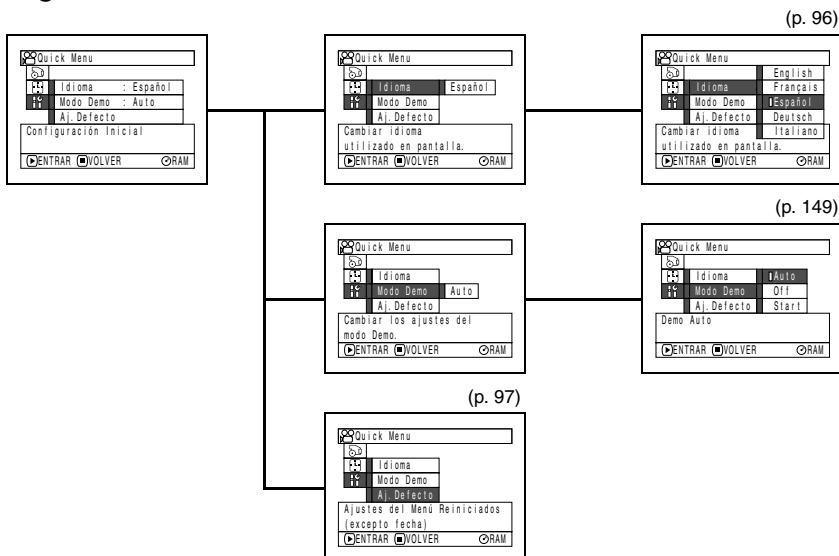 (p. 96)
Quick Menu
Idioma : Español
Modo Demo : Auto
Aj. Defecto
Configuración Inicial
ENTRAR VOLVER RAM
Quick Menu
Idioma Español
Modo Demo
Aj. Defecto
Cambiar idioma
utilizado en pantalla.
ENTRAR VOLVER RAM
Quick Menu
English
Idioma Français
Modo Demo Español
Aj. Defecto Deutsch
Cambiar idioma Italiano
utilizado en pantalla.
ENTRAR VOLVER RAM
(p. 149)
Quick Menu
Idioma
Modo Demo Auto
Aj. Defecto
Cambiar los ajustes del
modo Demo.
ENTRAR VOLVER RAM
Quick Menu
Idioma Auto
Modo Demo Off
Aj. Defecto Start
Demo Auto
ENTRAR VOLVER RAM
(p. 97)
Quick Menu
Idioma
Modo Demo
Aj. Defecto
Ajustes del Menú Reiniciados
(excepto fecha)
ENTRAR VOLVER RAM